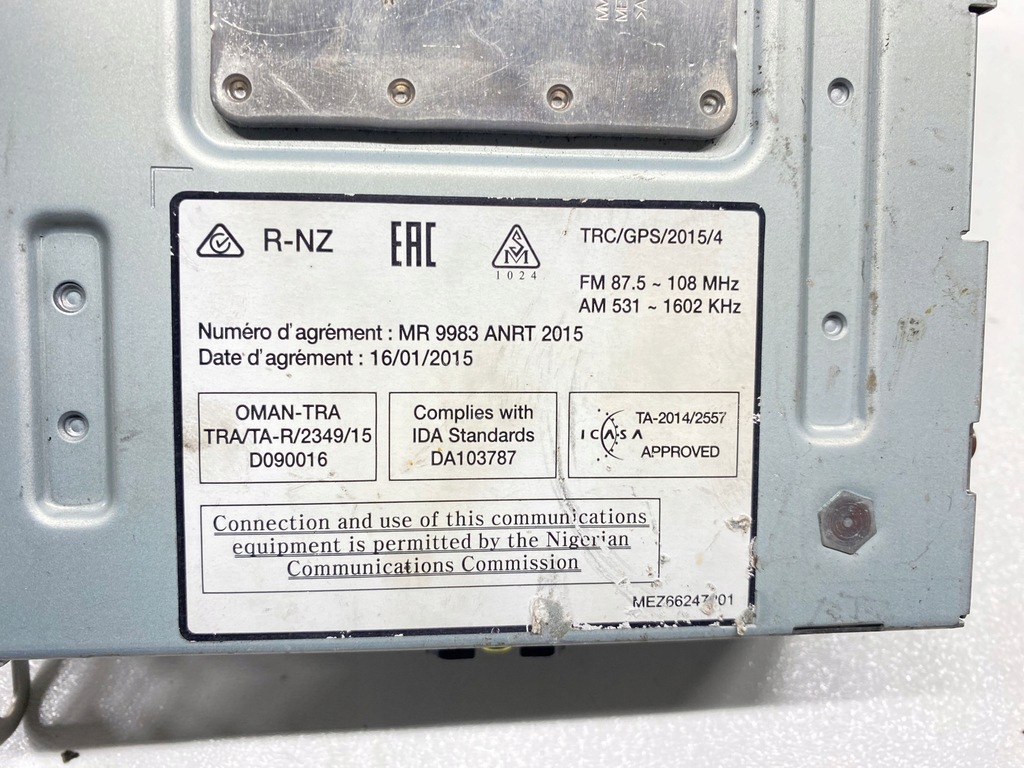 R-NZ
EAC
SM
1024
TRC/GPS/2015/4
FM 87.5 ~ 108 MHz
AM 531 ~ 1602 KHz
Numéro d'agrément : MR 9983 ANRT 2015
Date d'agrément : 16/01/2015
OMAN-TRA
TRA/TA-R/2349/15
D090016
Complies with
IDA Standards
DA103787
ICASA
TA-2014/2557
APPROVED
Connection and use of this communications
equipment is permitted by the Nigerian
Communications Commission